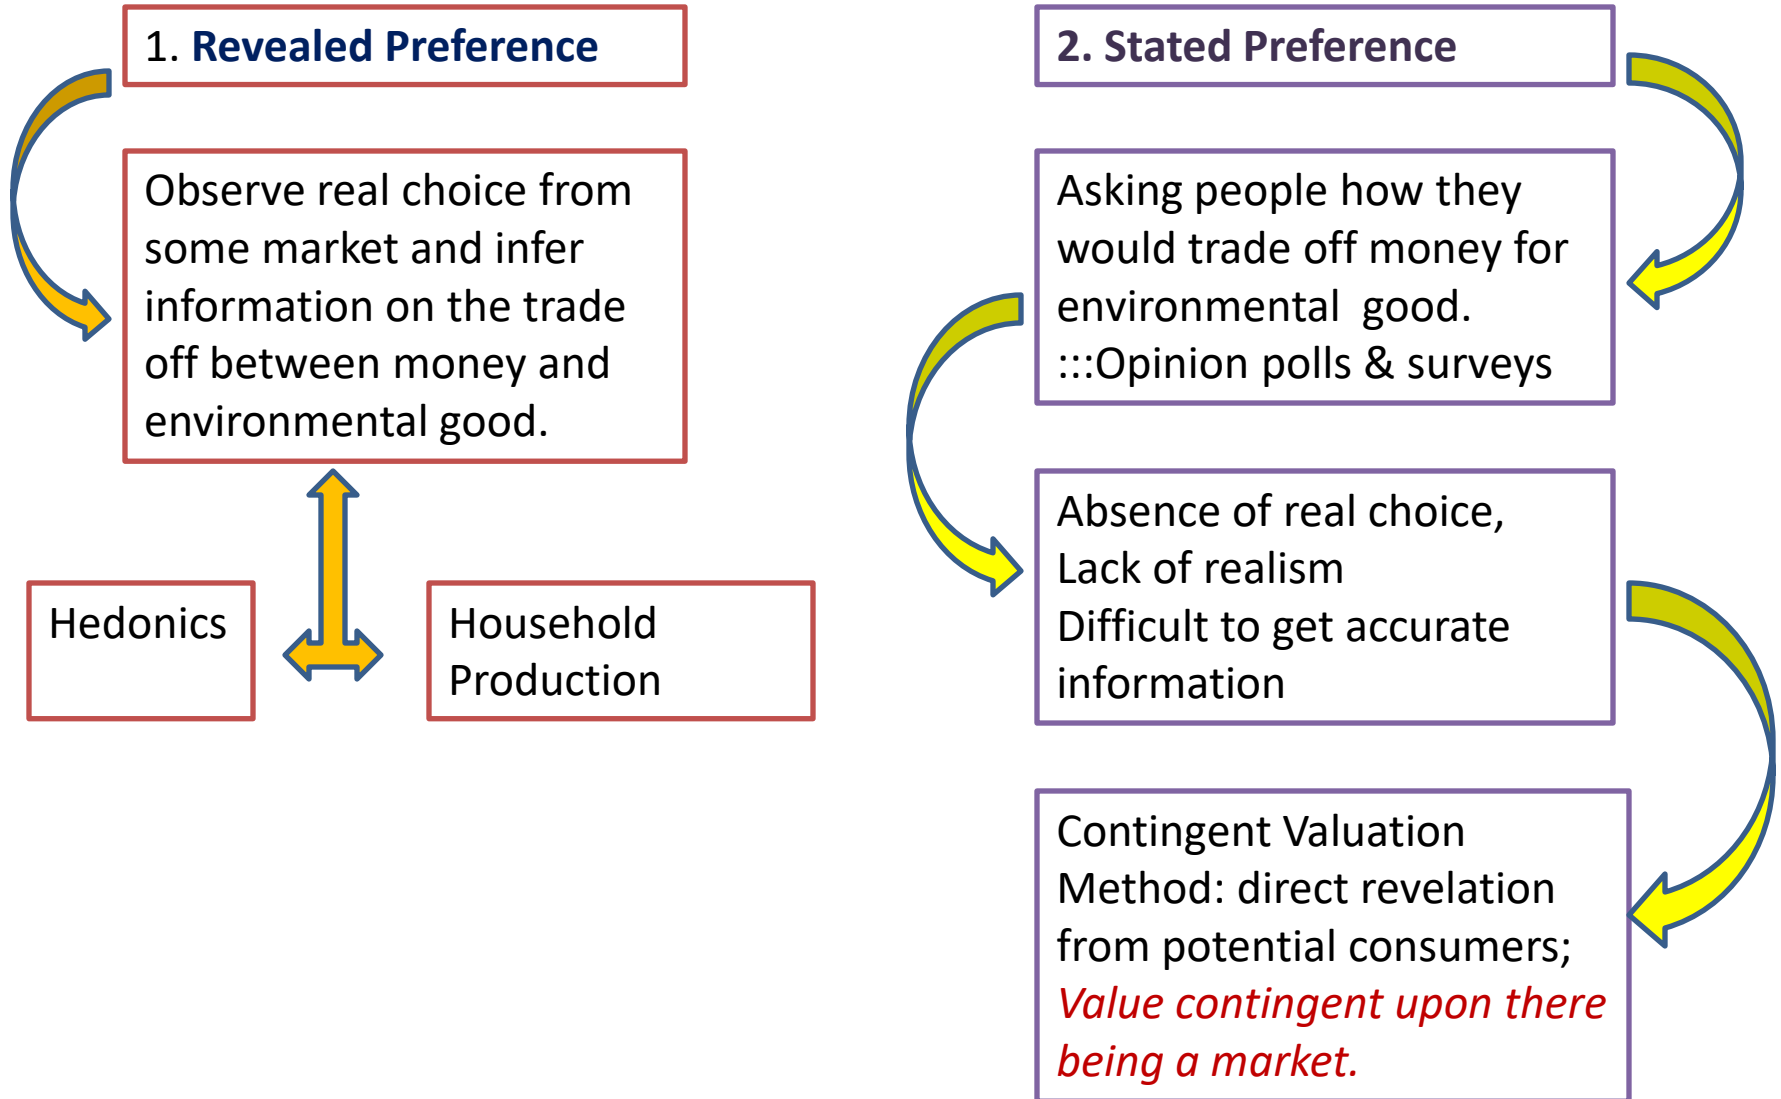 1. Revealed Preference
Observe real choice from
some market and infer
information on the trade
off between money and
environmental good.
Hedonics
Household
Production
2. Stated Preference
Asking people how they
would trade off money for
environmental  good.
:::Opinion polls & surveys
Absence of real choice,
Lack of realism
Difficult to get accurate
information
Contingent Valuation
Method: direct revelation
from potential consumers;
Value contingent upon there
being a market.